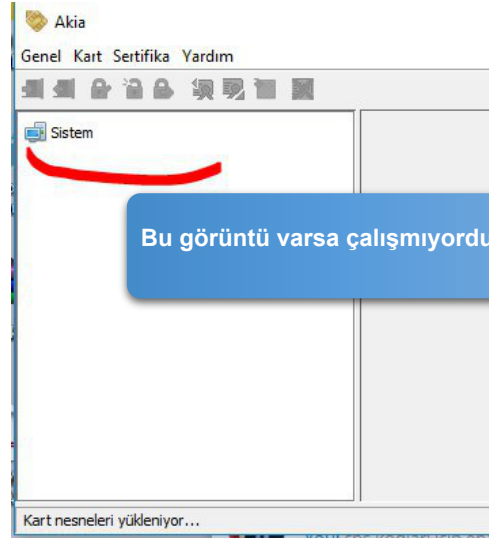 Akia
Genel Kart Sertifika Yardım
Sistem
Bu görüntü varsa çalışmıyordu
Kart nesneleri yükleniyor...